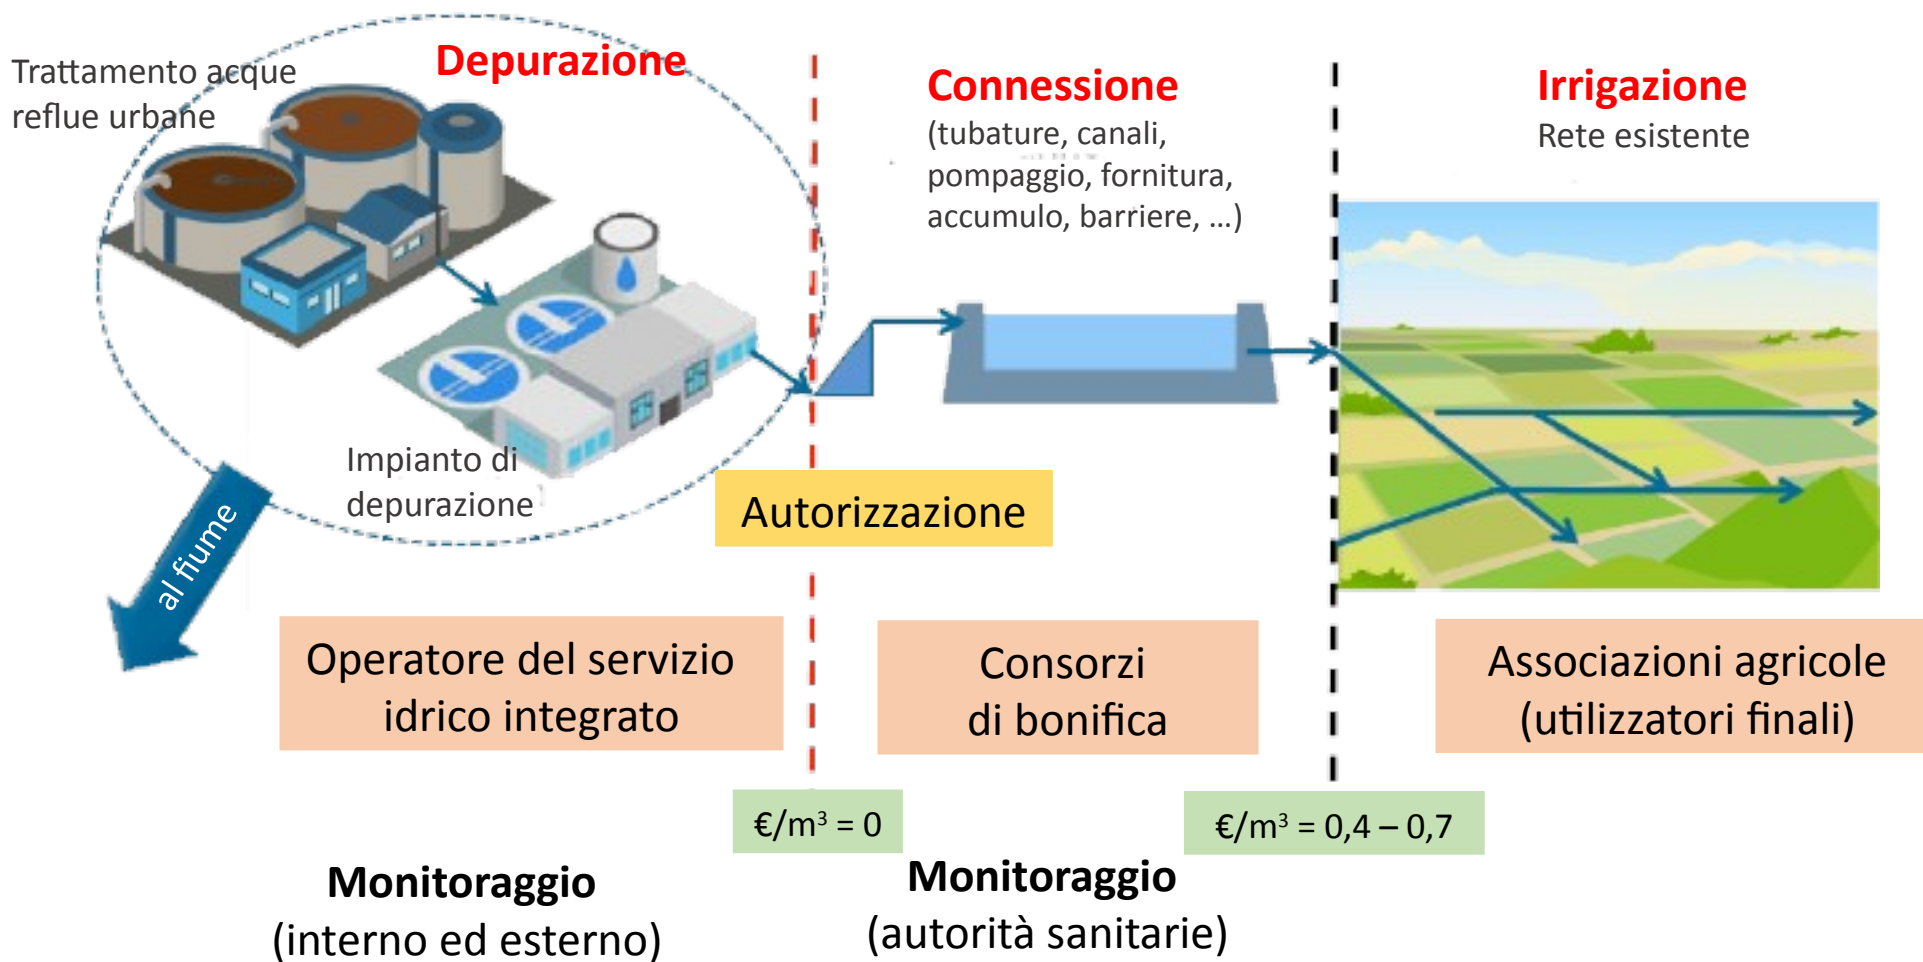 Trattamento acque
reflue urbane
Depurazione
Connessione
(tubature, canali,
pompaggio, fornitura,
accumulo, barriere, ...)
Irrigazione
Rete esistente
Impianto di
depurazione
al fiume
Autorizzazione
Operatore del servizio
idrico integrato
Consorzi
di bonifica
Associazioni agricole
(utilizzatori finali)
€/m³ = 0
€/m³ = 0,4 – 0,7
Monitoraggio
(interno ed esterno)
Monitoraggio
(autorità sanitarie)